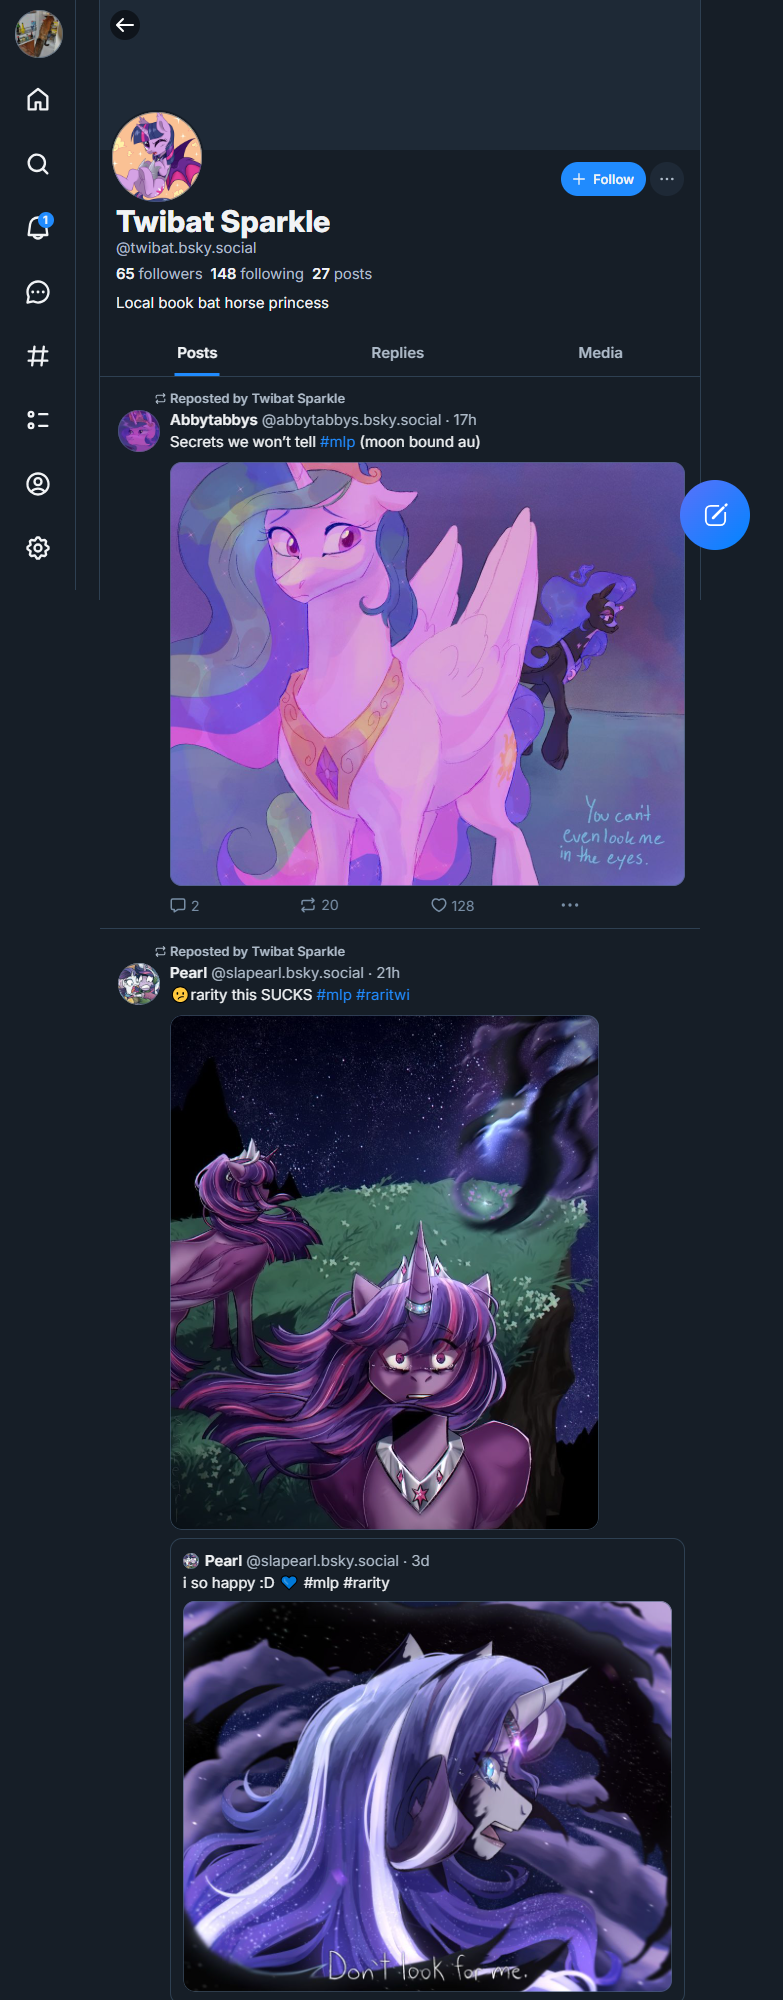 1
+ Follow
Twibat Sparkle
@twibat.bsky.social
65 followers 148 following 27 posts
Local book bat horse princess
Posts Replies Media
Reposted by Twibat Sparkle
Abbytabbys @abbytabbys.bsky.social · 17h
Secrets we won’t tell #mlp (moon bound au)
You can't
even look me
in the eyes.
2 20 128
Reposted by Twibat Sparkle
Pearl @slapearl.bsky.social · 21h
🫤rarity this SUCKS #mlp #raritwi
Pearl @slapearl.bsky.social · 3d
i so happy :D 💙 #mlp #rarity
Don't look for me.